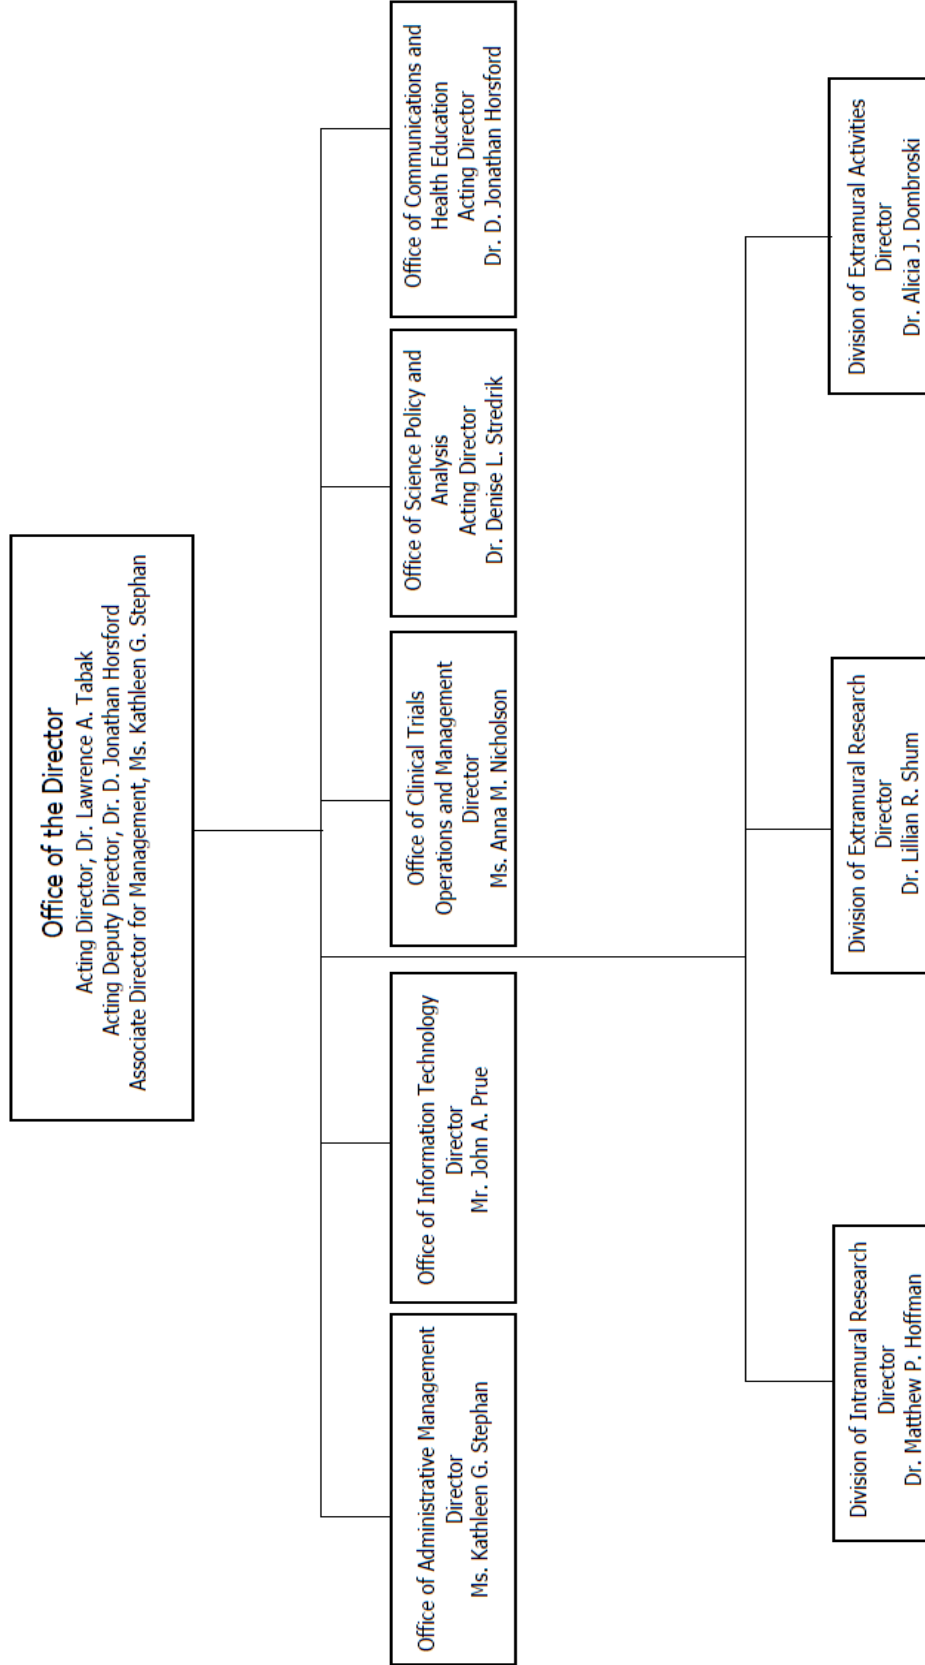 Office of the Director
Acting Director, Dr. Lawrence A. Tabak
Acting Deputy Director, Dr. D. Jonathan Horsford
Associate Director for Management, Ms. Kathleen G. Stephan
Office of Administrative Management
Director
Ms. Kathleen G. Stephan
Office of Information Technology
Director
Mr. John A. Prue
Office of Clinical Trials
Operations and Management
Director
Ms. Anna M. Nicholson
Office of Science Policy and
Analysis
Acting Director
Dr. Denise L. Stredrik
Office of Communications and
Health Education
Acting Director
Dr. D. Jonathan Horsford
Division of Intramural Research
Director
Dr. Matthew P. Hoffman
Division of Extramural Research
Director
Dr. Lillian R. Shum
Division of Extramural Activities
Director
Dr. Alicia J. Dombroski